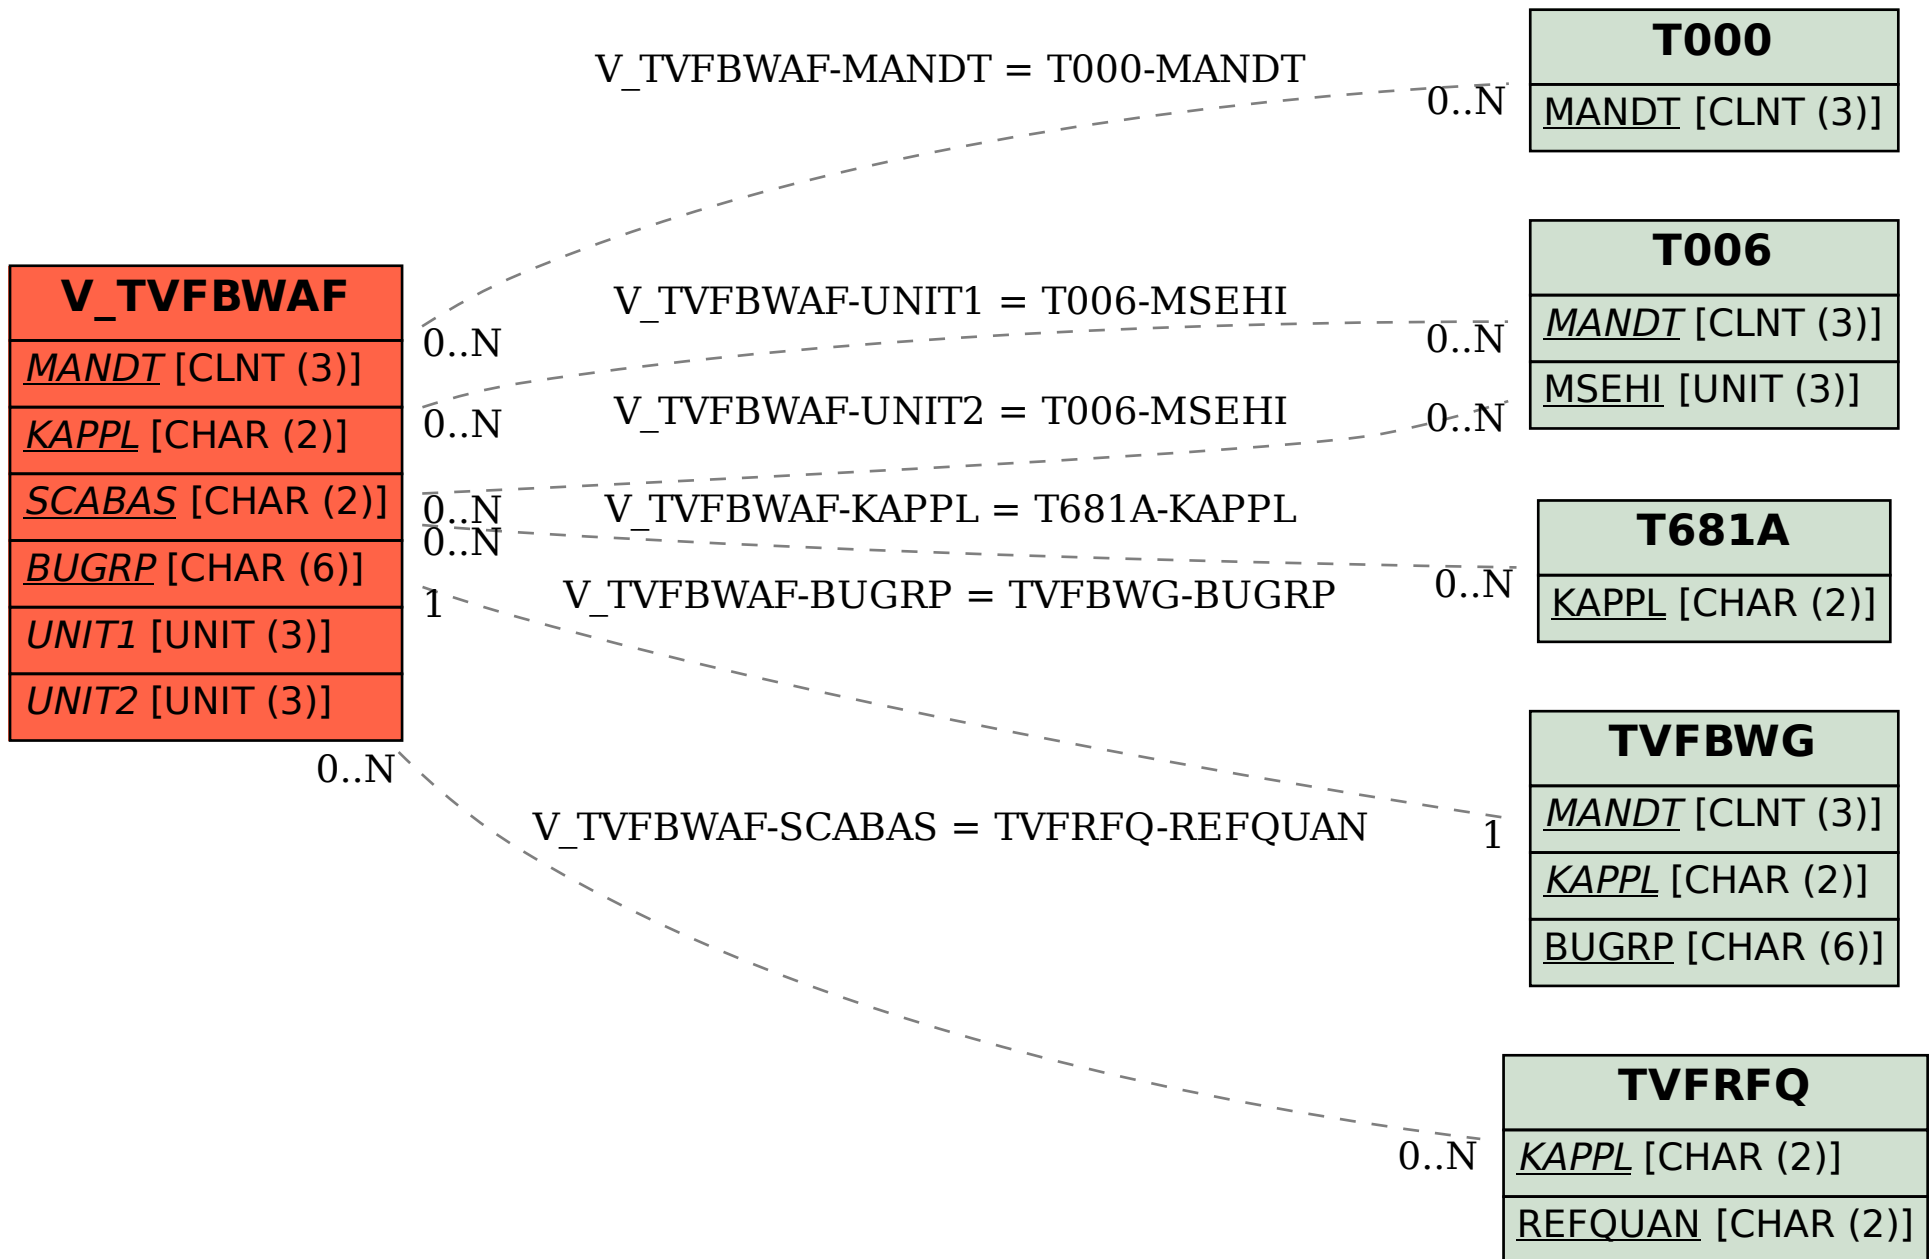 V_TVFBWAF
MANDT [CLNT (3)]
KAPPL [CHAR (2)]
SCABAS [CHAR (2)]
BUGRP [CHAR (6)]
UNIT1 [UNIT (3)]
UNIT2 [UNIT (3)]
V_TVFBWAF-MANDT = T000-MANDT
0..N
0..N
V_TVFBWAF-UNIT1 = T006-MSEHI
0..N
0..N
V_TVFBWAF-UNIT2 = T006-MSEHI
0..N
0..N
V_TVFBWAF-KAPPL = T681A-KAPPL
0..N
0..N
V_TVFBWAF-BUGRP = TVFBWG-BUGRP
1
1
V_TVFBWAF-SCABAS = TVFRFQ-REFQUAN
0..N
0..N
T000
MANDT [CLNT (3)]
T006
MANDT [CLNT (3)]
MSEHI [UNIT (3)]
T681A
KAPPL [CHAR (2)]
TVFBWG
MANDT [CLNT (3)]
KAPPL [CHAR (2)]
BUGRP [CHAR (6)]
TVFRFQ
KAPPL [CHAR (2)]
REFQUAN [CHAR (2)]